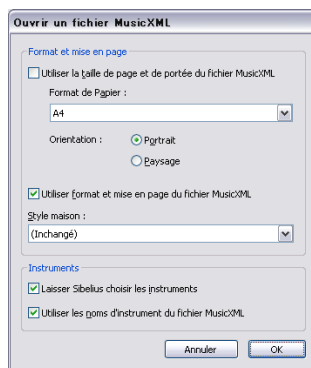 Ouvrir un fichier MusicXML
Format et mise en page
Utiliser la taille de page et de portée du fichier MusicXML
Format de Papier :
A4
Orientation :
Portrait
Paysage
Utiliser format et mise en page du fichier MusicXML
Style maison :
(Inchangé)
Instruments
Laisser Sibelius choisir les instruments
Utiliser les noms d'instrument du fichier MusicXML
Annuler
OK